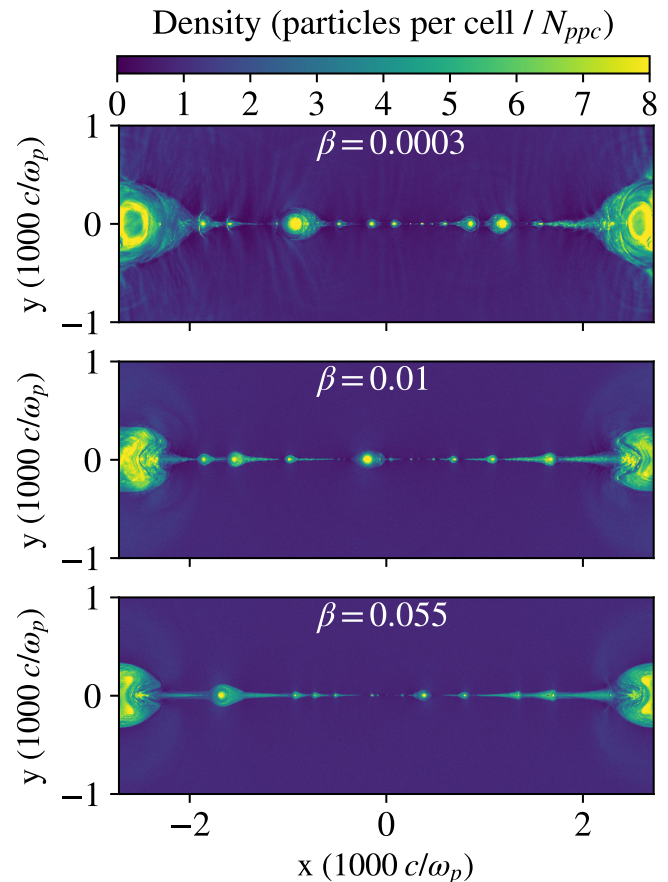 Density (particles per cell / N_ppc)
0 1 2 3 4 5 6 7 8
β = 0.0003
1
0
−1
y (1000 c/ω_p)
β = 0.01
1
0
−1
y (1000 c/ω_p)
β = 0.055
1
0
−1
y (1000 c/ω_p)
−2 0 2
x (1000 c/ω_p)